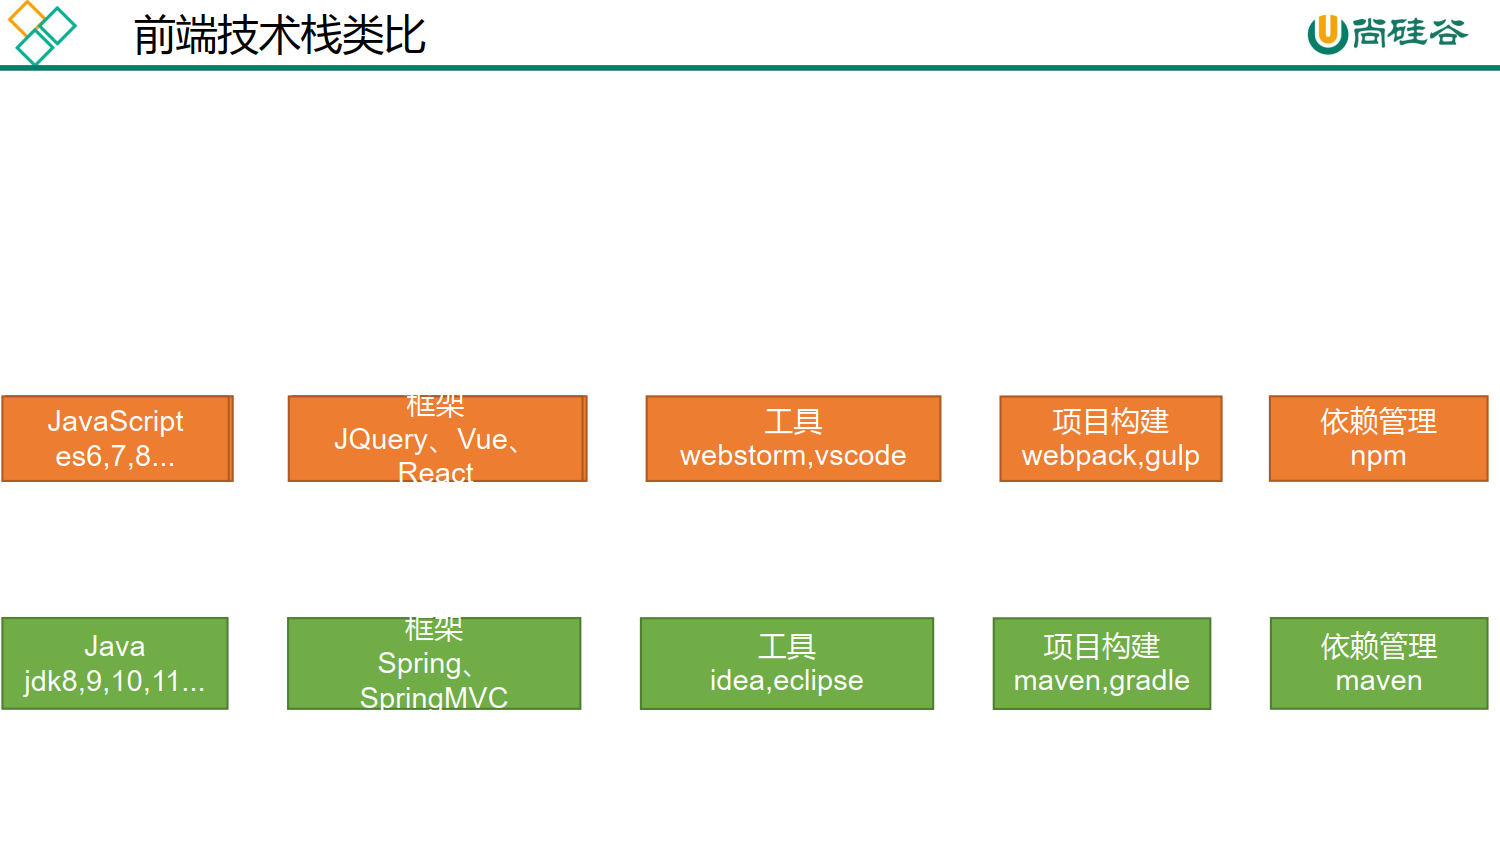 前端技术栈类比
尚硅谷
JavaScript
es6,7,8...
框架
JQuery、Vue、
React
工具
webstorm,vscode
项目构建
webpack,gulp
依赖管理
npm
Java
jdk8,9,10,11...
框架
Spring、
SpringMVC
工具
idea,eclipse
项目构建
maven,gradle
依赖管理
maven